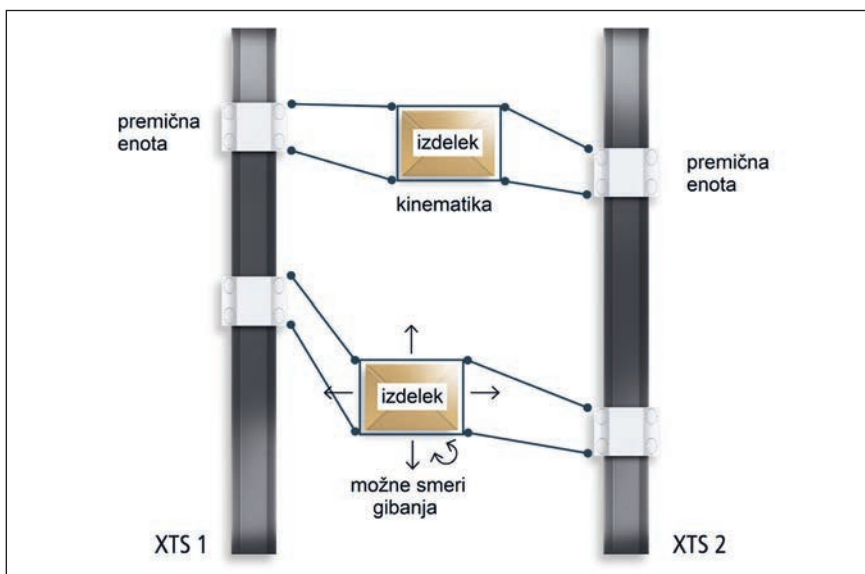 premična
enota
izdelek
kinematika
premična
enota
izdelek
možne smeri
gibanja
XTS 1
XTS 2